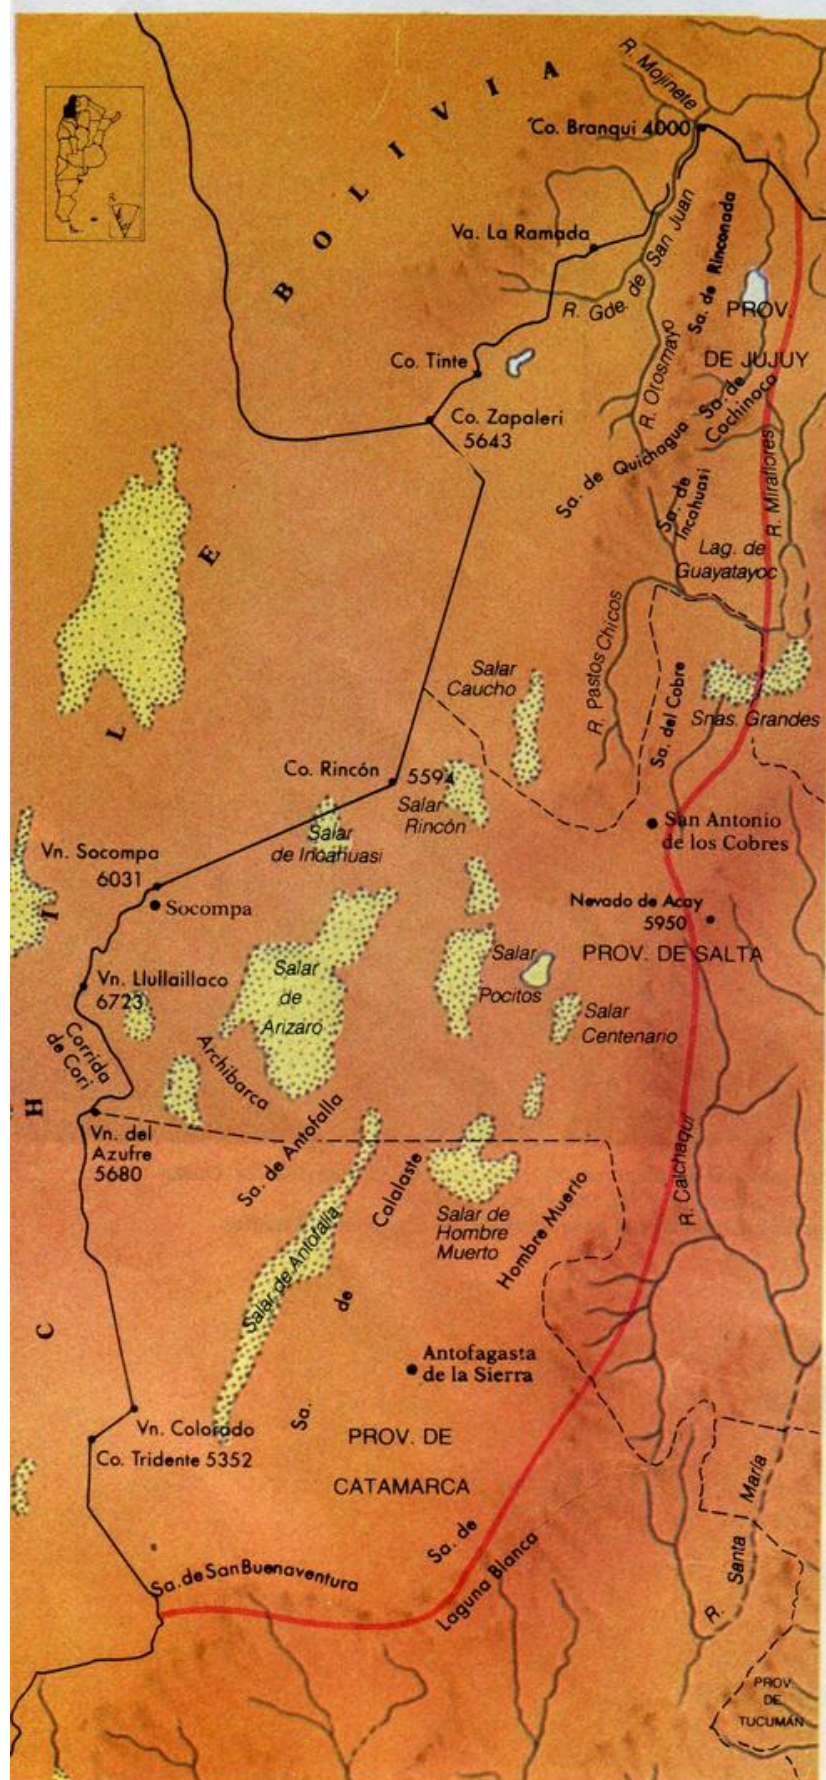 R. Mojinete
BOLIVIA
Co. Branqui 4000
Va. La Ramada
R. Gde. de San Juan
Sa. de Rinconada
PROV.
DE JUJUY
Co. Tinte
R. Orosmayo
Sa. de
Cochinoca
Co. Zapaleri
5643
Sa. de Quichagua
Sa. de
Incahuasi
R. Miraflores
Lag. de
Guayatayoc
CHILE
R. Pastos Chicos
Salar
Caucho
Sa. del Cobre
Snas. Grandes
Co. Rincón 5594
Salar
Rincón
Salar
de Incahuasi
San Antonio
de los Cobres
Vn. Socompa
6031
Socompa
Nevado de Acay
5950
PROV. DE SALTA
Vn. Llullaillaco
6723
Salar
de
Arizaro
Salar
Pocitos
Salar
Centenario
Corrida
de Cori
Archibarca
Vn. del
Azufre
5680
Sa. de Antofalla
Sa. de Calalaste
Salar de
Hombre
Muerto
Hombre Muerto
R. Calchaquí
Salar de Antofalla
Antofagasta
de la Sierra
Vn. Colorado
Co. Tridente 5352
PROV. DE
CATAMARCA
R. Santa María
Sa. de San Buenaventura
Sa. de
Laguna Blanca
PROV.
DE
TUCUMÁN